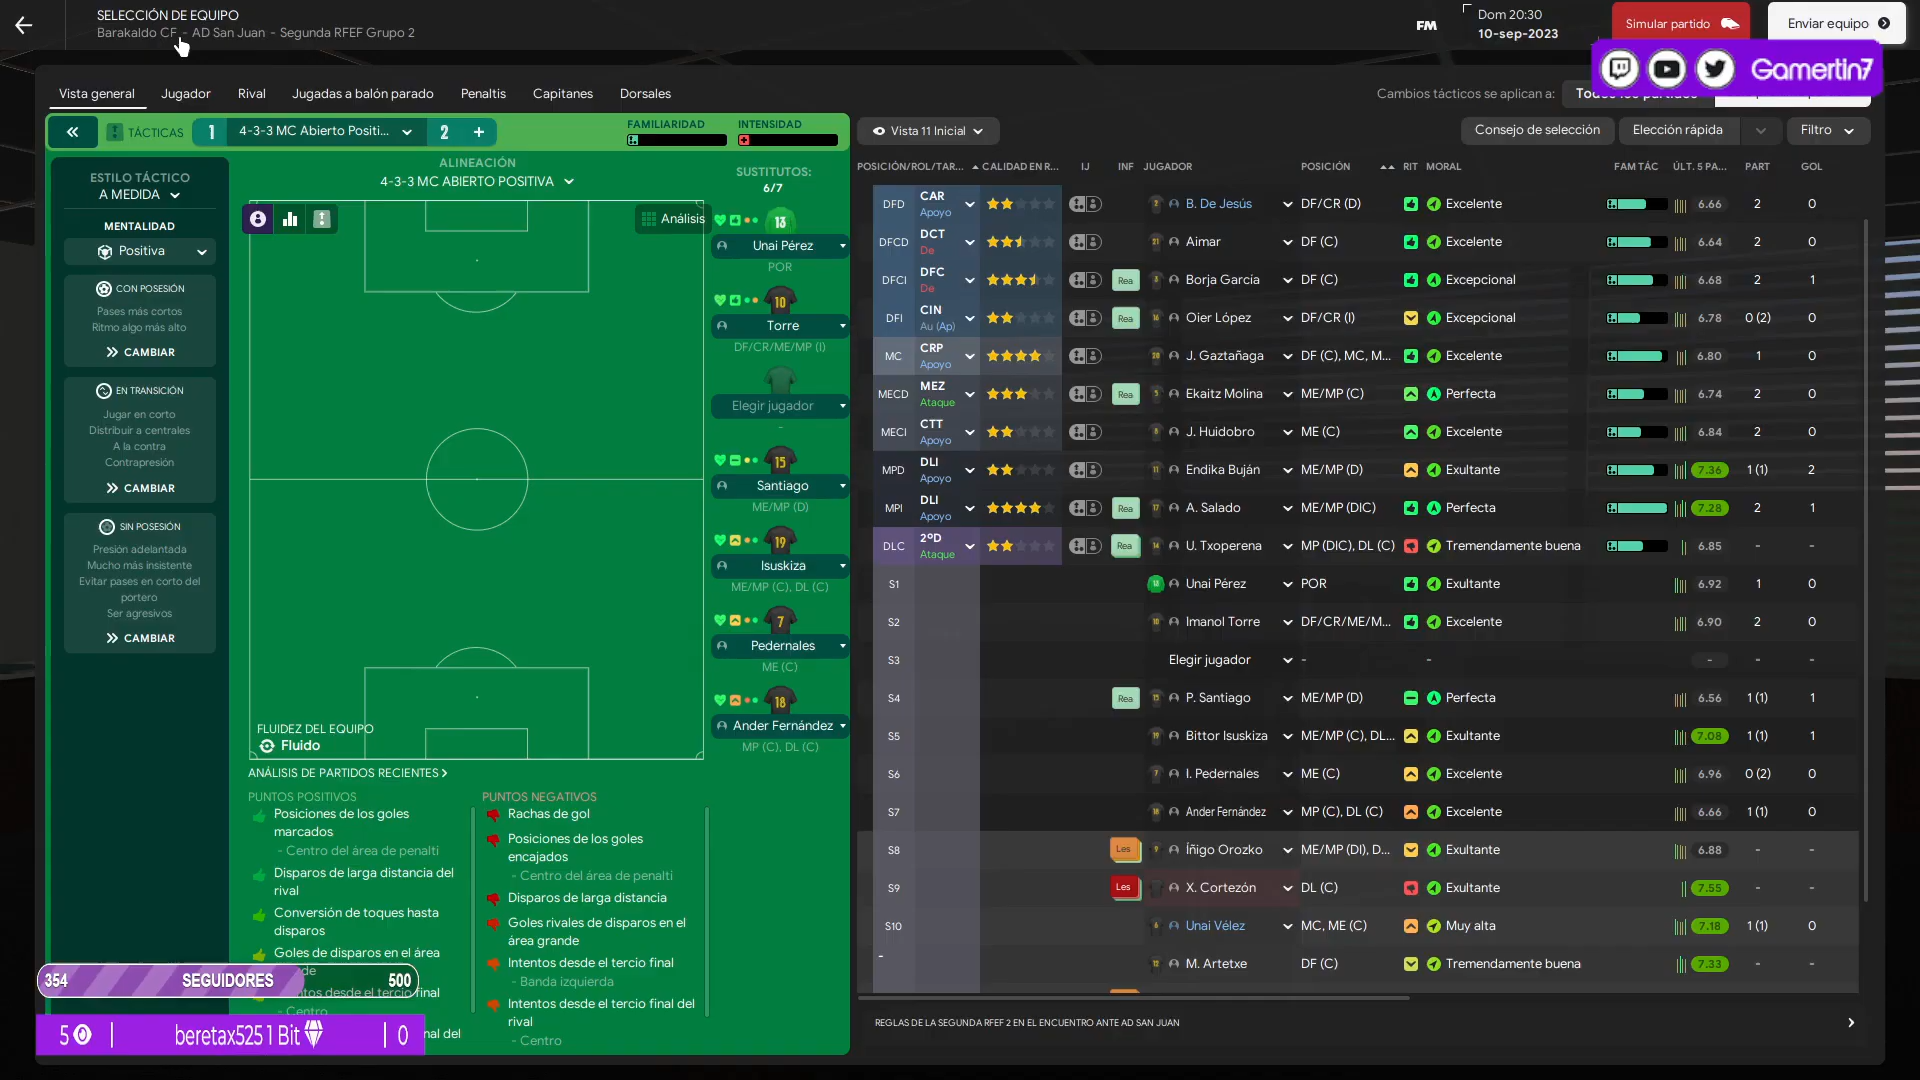 SELECCIÓN DE EQUIPO
Barakaldo CF - AD San Juan - Segunda RFEF Grupo 2
FM
Dom 20:30
10-sep-2023
Simular partido
Enviar equipo
Gamertin7
Vista general
Jugador
Rival
Jugadas a balón parado
Penaltis
Capitanes
Dorsales
Cambios tácticos se aplican a:
TÁCTICAS
1
4-3-3 MC Abierto Positi...
2
+
FAMILIARIDAD
INTENSIDAD
Vista 11 Inicial
Consejo de selección
Elección rápida
Filtro
ESTILO TÁCTICO
A MEDIDA
MENTALIDAD
Positiva
CON POSESIÓN
Pases más cortos
Ritmo algo más alto
CAMBIAR
EN TRANSICIÓN
Jugar en corto
Distribuir a centrales
A la contra
Contrapresión
CAMBIAR
SIN POSESIÓN
Presión adelantada
Mucho más insistente
Evitar pases en corto del
portero
Ser agresivos
CAMBIAR
ALINEACIÓN
4-3-3 MC ABIERTO POSITIVA
Análisis
FLUIDEZ DEL EQUIPO
Fluido
SUSTITUTOS:
6/7
13
Unai Pérez
POR
10
Torre
DF/CR/ME/MP (I)
Elegir jugador
-
15
Santiago
ME/MP (D)
19
Isuskiza
ME/MP (C), DL (C)
7
Pedernales
ME (C)
18
Ander Fernández
MP (C), DL (C)
ANÁLISIS DE PARTIDOS RECIENTES
PUNTOS POSITIVOS
Posiciones de los goles
marcados
- Centro del área de penalti
Disparos de larga distancia del
rival
Conversión de toques hasta
disparos
Goles de disparos en el área
final
- Centro
PUNTOS NEGATIVOS
Rachas de gol
Posiciones de los goles
encajados
- Centro del área de penalti
Disparos de larga distancia
Goles rivales de disparos en el
área grande
Intentos desde el tercio final
- Banda izquierda
Intentos desde el tercio final del
rival
- Centro
354 SEGUIDORES 500
5 beretax525 1 Bit 0
POSICIÓN/ROL/TAR... CALIDAD EN R... IJ INF JUGADOR POSICIÓN RIT MORAL FAM TÁC ÚLT. 5 PA... PART GOL
DFD CAR Apoyo B. De Jesús DF/CR (D) Excelente 6.66 2 0
DFCD DCT De Aimar DF (C) Excelente 6.64 2 0
DFCI DFC De Rea Borja García DF (C) Excepcional 6.68 2 1
DFI CIN Au (Ap) Rea Oier López DF/CR (I) Excepcional 6.78 0 (2) 0
MC CRP Apoyo J. Gaztañaga DF (C), MC, M... Excelente 6.80 1 0
MECD MEZ Ataque Rea Ekaitz Molina ME/MP (C) Perfecta 6.74 2 0
MECI CTT Apoyo J. Huidobro ME (C) Excelente 6.84 2 0
MPD DLI Apoyo Endika Buján ME/MP (D) Exultante 7.36 1 (1) 2
MPI DLI Apoyo Rea A. Salado ME/MP (DIC) Perfecta 7.28 2 1
DLC 2ºD Ataque Rea U. Txoperena MP (DIC), DL (C) Tremendamente buena 6.85 - -
S1 Unai Pérez POR Exultante 6.92 1 0
S2 Imanol Torre DF/CR/ME/M... Excelente 6.90 2 0
S3 Elegir jugador - - - - -
S4 Rea P. Santiago ME/MP (D) Perfecta 6.56 1 (1) 1
S5 Bittor Isuskiza ME/MP (C), DL... Exultante 7.08 1 (1) 1
S6 I. Pedernales ME (C) Excelente 6.96 0 (2) 0
S7 Ander Fernández MP (C), DL (C) Excelente 6.66 1 (1) 0
S8 Les Íñigo Orozko ME/MP (DI), D... Exultante 6.88 - -
S9 Les X. Cortezón DL (C) Exultante 7.55 - -
S10 Unai Vélez MC, ME (C) Muy alta 7.18 1 (1) 0
- M. Artetxe DF (C) Tremendamente buena 7.33 - -
REGLAS DE LA SEGUNDA RFEF 2 EN EL ENCUENTRO ANTE AD SAN JUAN